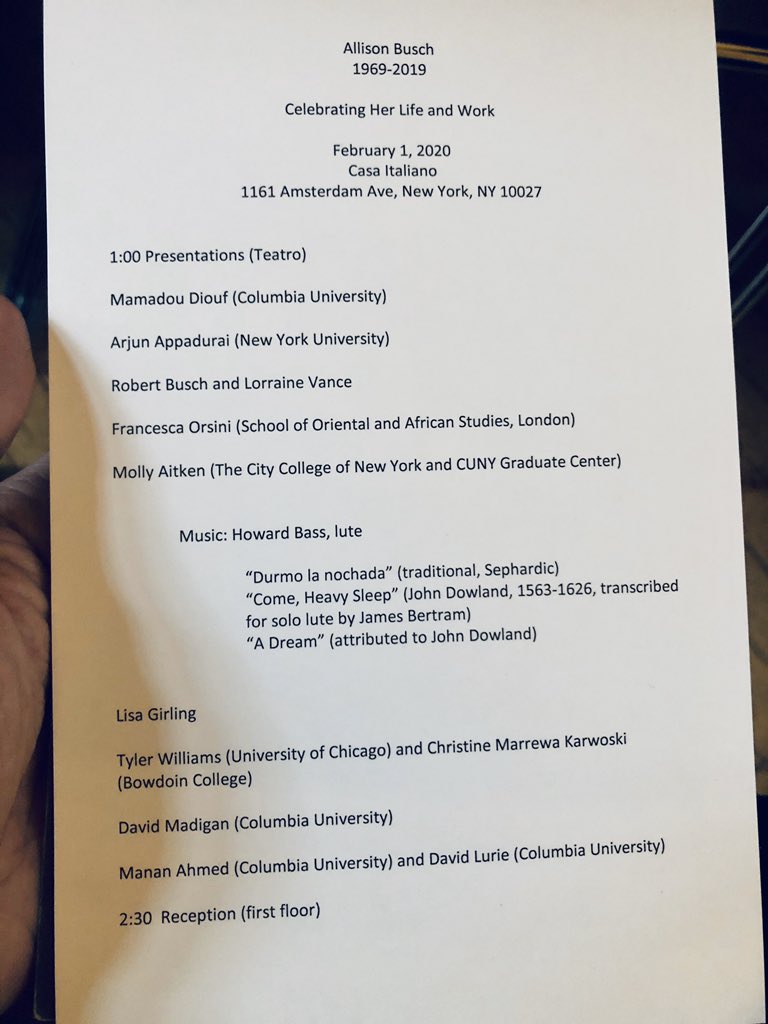 Allison Busch
1969-2019
Celebrating Her Life and Work
February 1, 2020
Casa Italiano
1161 Amsterdam Ave, New York, NY 10027
1:00 Presentations (Teatro)
Mamadou Diouf (Columbia University)
Arjun Appadurai (New York University)
Robert Busch and Lorraine Vance
Francesca Orsini (School of Oriental and African Studies, London)
Molly Aitken (The City College of New York and CUNY Graduate Center)
Music: Howard Bass, lute
“Durmo la nochada” (traditional, Sephardic)
“Come, Heavy Sleep” (John Dowland, 1563-1626, transcribed
for solo lute by James Bertram)
“A Dream” (attributed to John Dowland)
Lisa Girling
Tyler Williams (University of Chicago) and Christine Marrewa Karwoski
(Bowdoin College)
David Madigan (Columbia University)
Manan Ahmed (Columbia University) and David Lurie (Columbia University)
2:30 Reception (first floor)